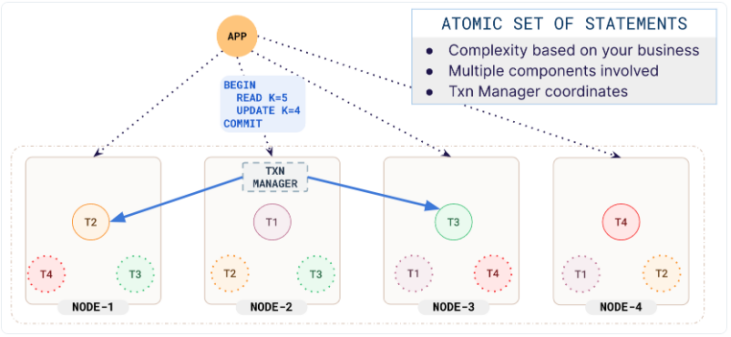 APP
ATOMIC SET OF STATEMENTS
● Complexity based on your business
● Multiple components involved
● Txn Manager coordinates
BEGIN
READ K=5
UPDATE K=4
COMMIT
TXN
MANAGER
T2
T4
T3
NODE-1
T1
T2
T3
NODE-2
T3
T1
T4
NODE-3
T4
T1
T2
NODE-4